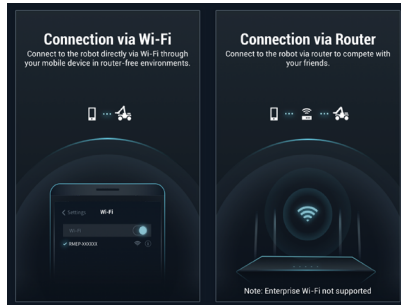 Connection via Wi-Fi
Connect to the robot directly via Wi-Fi through
your mobile device in router-free environments.
Settings
Wi-Fi
Wi-Fi
Connection via Router
Connect to the robot via router to compete with
your friends.
Note: Enterprise Wi-Fi not supported